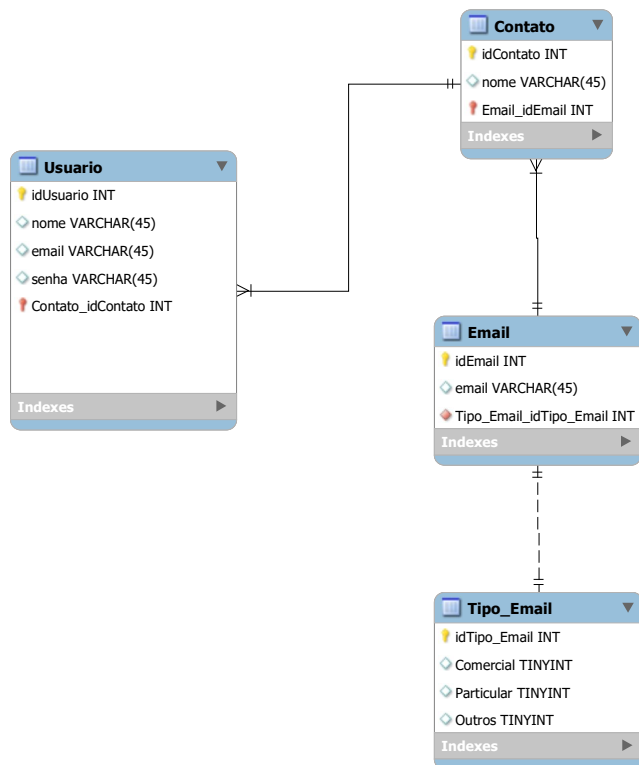 Contato
idContato INT
nome VARCHAR(45)
Email_idEmail INT
Indexes
Usuario
idUsuario INT
nome VARCHAR(45)
email VARCHAR(45)
senha VARCHAR(45)
Contato_idContato INT
Indexes
Email
idEmail INT
email VARCHAR(45)
Tipo_Email_idTipo_Email INT
Indexes
Tipo_Email
idTipo_Email INT
Comercial TINYINT
Particular TINYINT
Outros TINYINT
Indexes